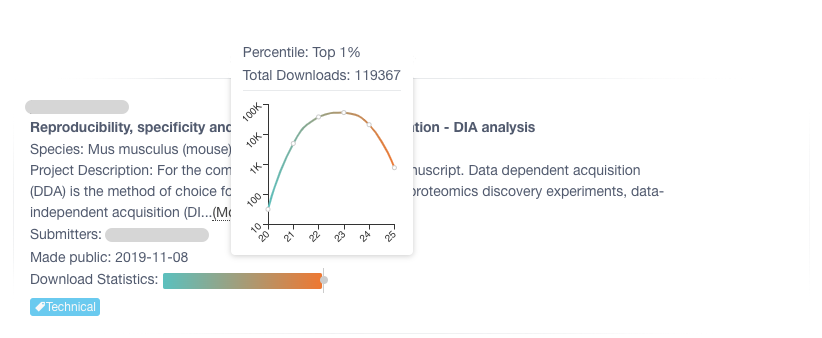 Percentile: Top 1%
Total Downloads: 119367
100K
10K
1K
100
10
20 21 22 23 24 25
Reproducibility, specificity and tion - DIA analysis
Species: Mus musculus (mouse)
Project Description: For the com nuscript. Data dependent acquisition
(DDA) is the method of choice fo proteomics discovery experiments, data-
independent acquisition (DI...(Mo
Submitters:
Made public: 2019-11-08
Download Statistics:
Technical